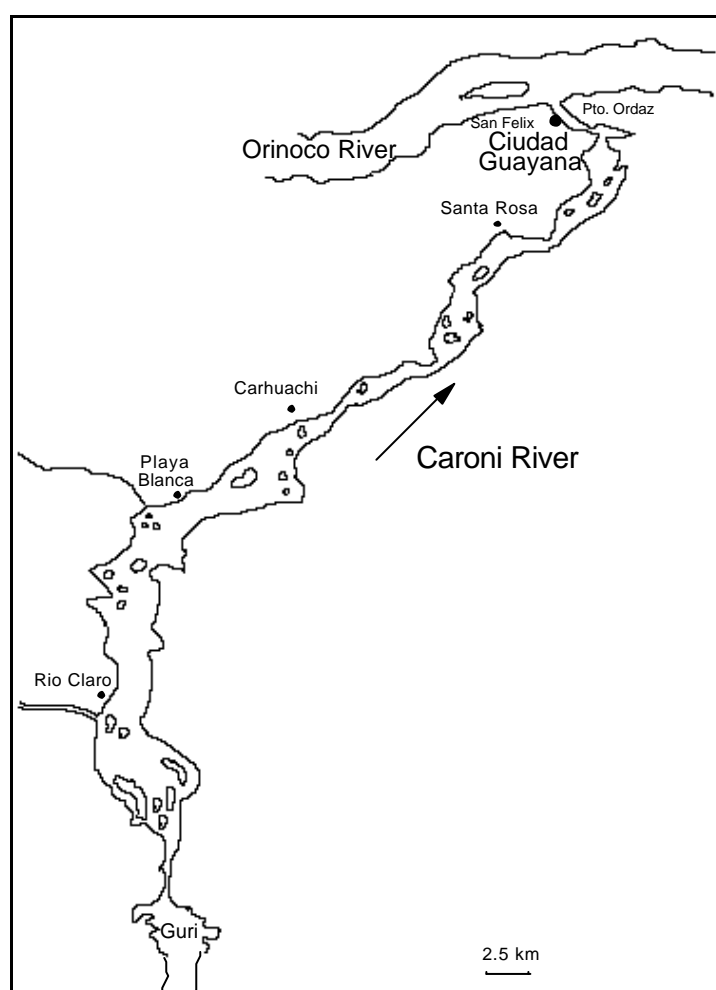 Pto. Ordaz
San Felix
Orinoco River
Ciudad
Guayana
Santa Rosa
Carhuachi
Caroni River
Playa
Blanca
Rio Claro
Guri
2.5 km